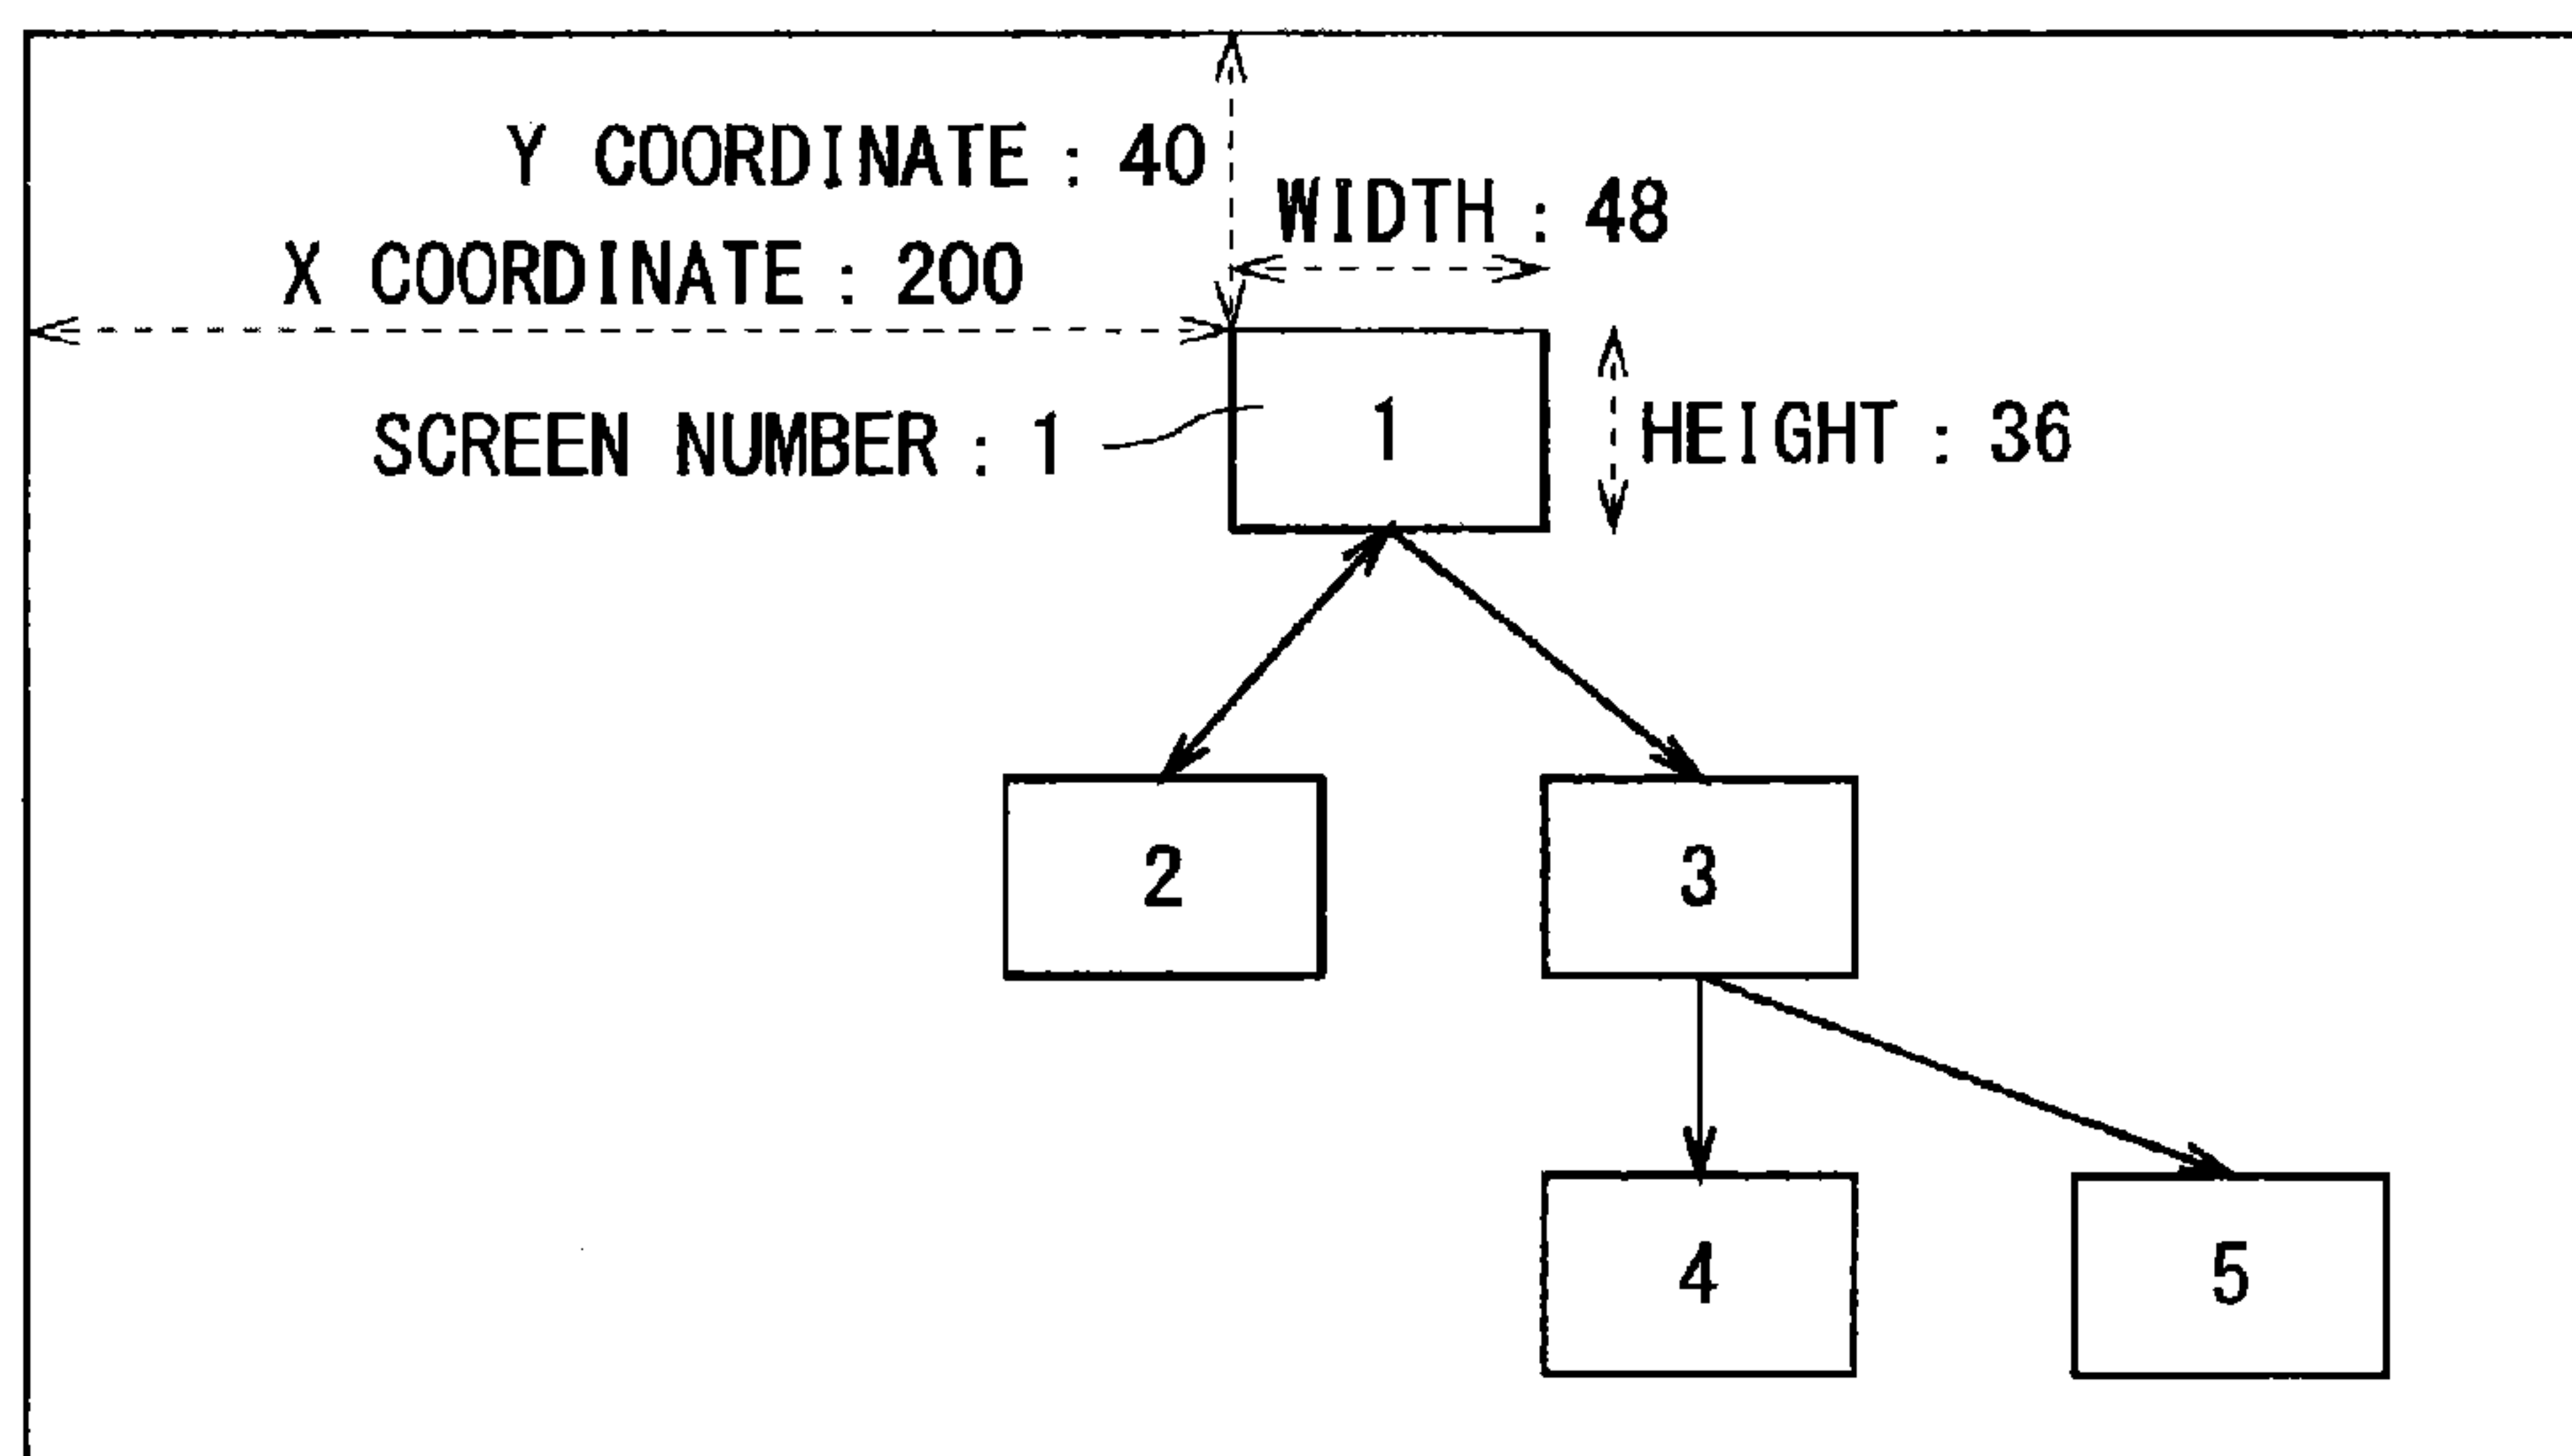 Y COORDINATE : 40
WIDTH : 48
X COORDINATE : 200
SCREEN NUMBER : 1
1
HEIGHT : 36
2
3
4
5